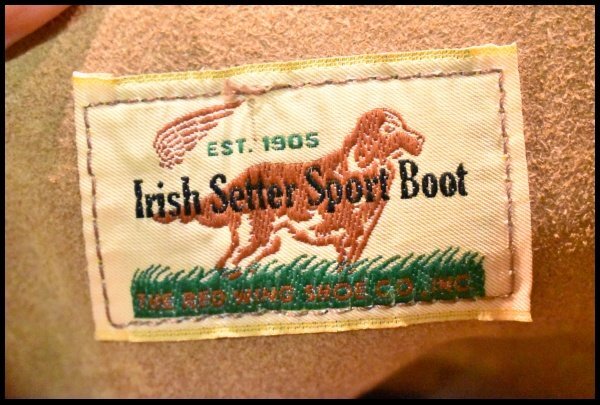 EST. 1905
Irish Setter Sport Boot
THE RED WING SHOE CO., INC.